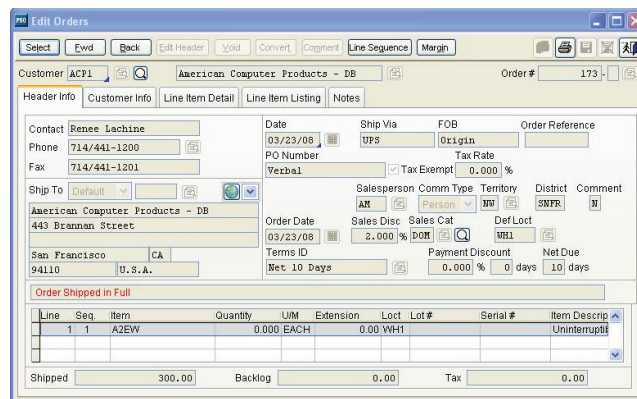 PRO Edit Orders
Select Fwd Back Edit Header Void Convert Comment Line Sequence Margin
Customer ACP1 American Computer Products - DB Order # 173 -
Header Info Customer Info Line Item Detail Line Item Listing Notes
Contact Renee Lachine
Phone 714/441-1200
Fax 714/441-1201
Ship To Default
American Computer Products - DB
443 Brannan Street
San Francisco CA
94110 U.S.A.
Date Ship Via FOB Order Reference
03/23/08 UPS Origin
PO Number Tax Rate
Verbal Tax Exempt 0.000 %
Salesperson Comm Type Territory District Comment
AM Person NW SNFR N
Order Date Sales Disc Sales Cat Def Loct
03/23/08 2.000 % DOM WH1
Terms ID Payment Discount Net Due
Net 10 Days 0.000 % 0 days 10 days
Order Shipped in Full
Line Seq. Item Quantity U/M Extension Loct Lot # Serial # Item Descrip
1 1 A2EW 0.000 EACH 0.00 WH1 Uninterruptib
Shipped 300.00 Backlog 0.00 Tax 0.00